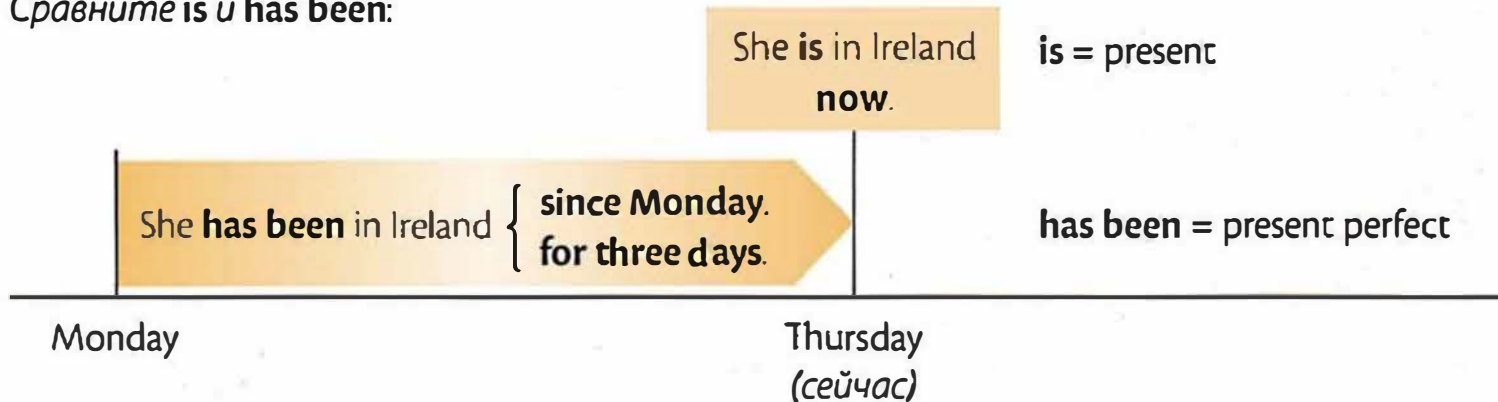 Сравните is и has been:
She is in Ireland
now.
is = present
She has been in Ireland { since Monday.
for three days.
has been = present perfect
Monday
Thursday
(сейчас)